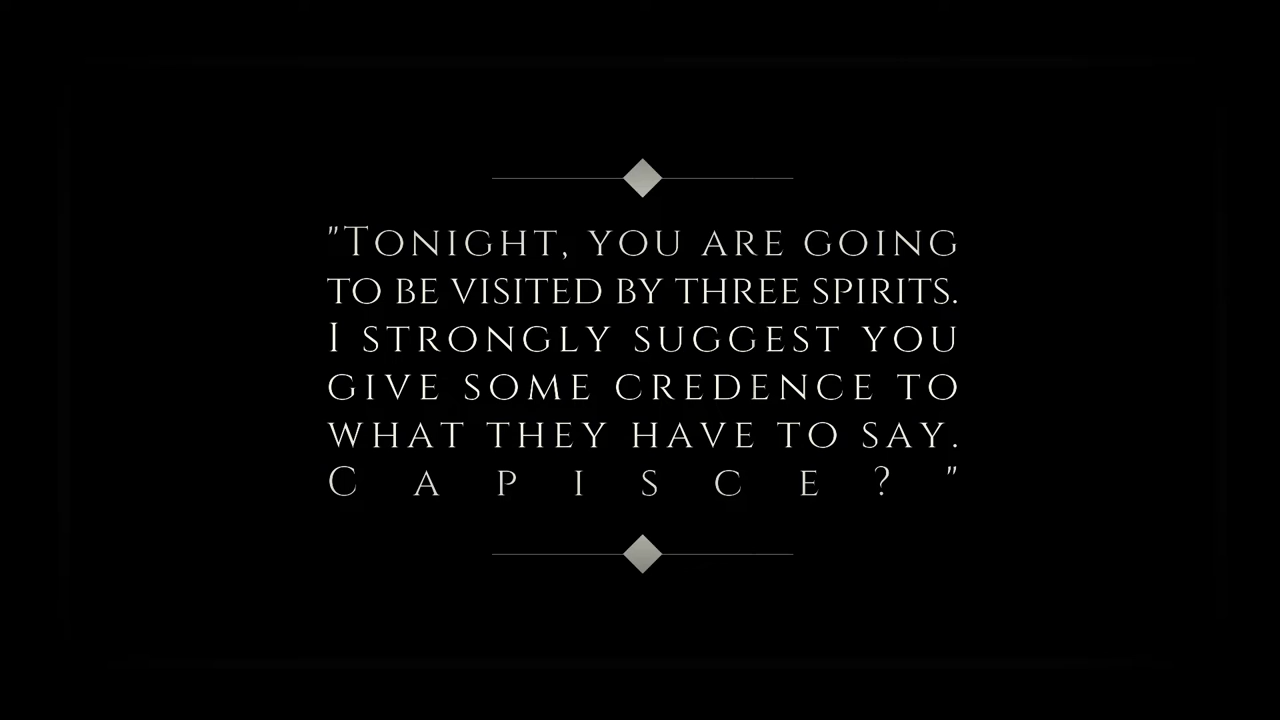 "Tonight, you are going
to be visited by three spirits.
I strongly suggest you
give some credence to
what they have to say.
Capisce?"